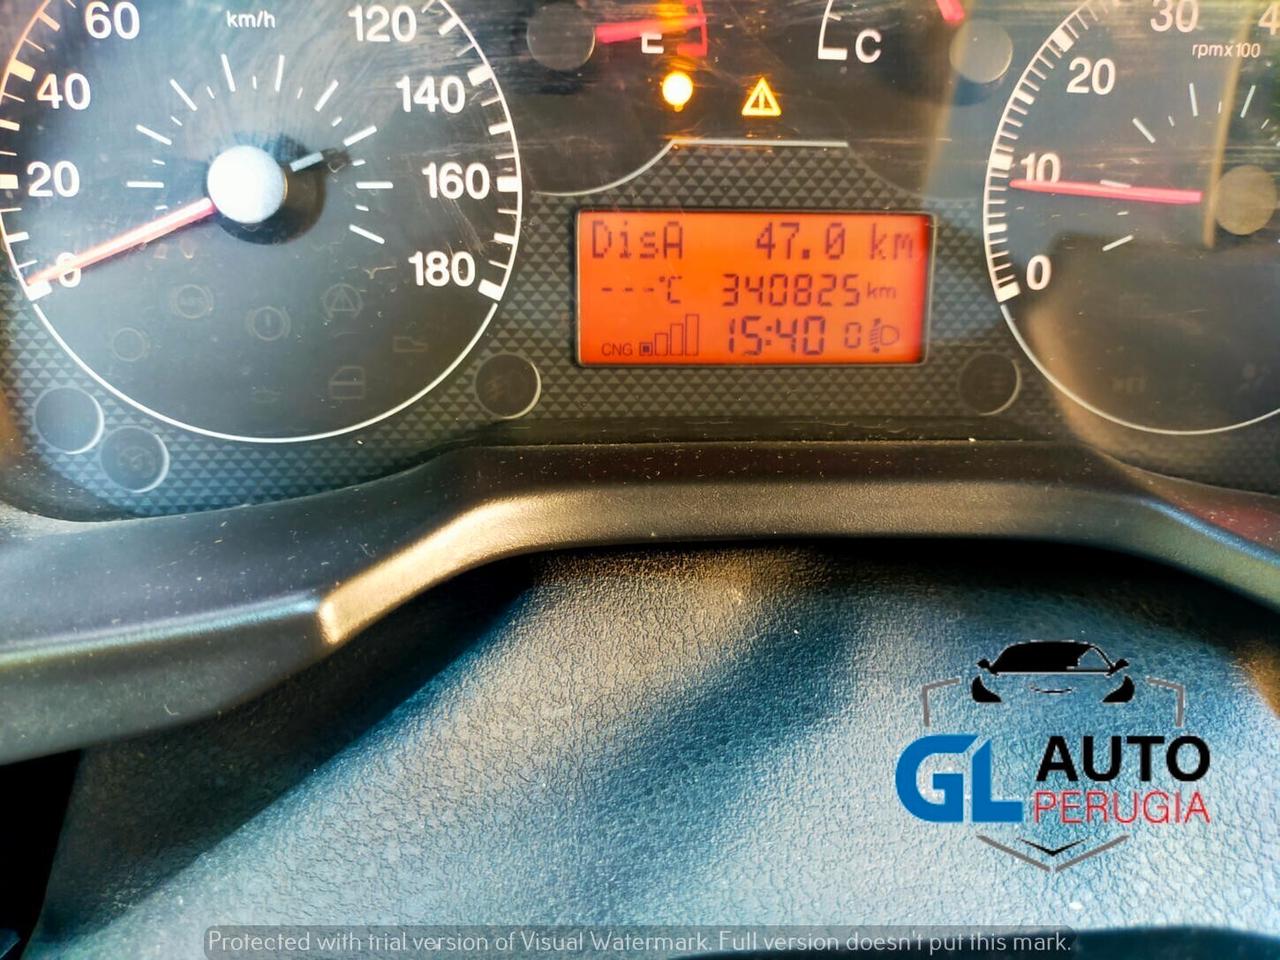 60
km/h
120
40
140
20
160
0
180
E
C
30
4
rpmx100
20
10
0
DisA 47.0 km
---°C 340825 km
CNG 15:40 0
GL AUTO
PERUGIA
Protected with trial version of Visual Watermark. Full version doesn't put this mark.